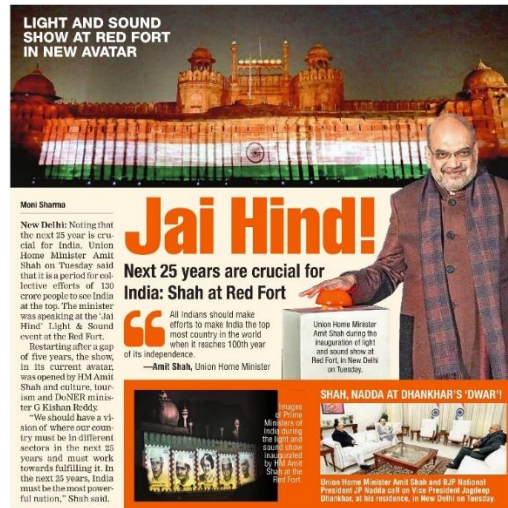 LIGHT AND SOUND
SHOW AT RED FORT
IN NEW AVATAR
Moni Sharma
New Delhi: Noting that
the next 25 year is cru-
cial for India, Union
Home Minister Amit
Shah on Tuesday said
that it is a period for col-
lective efforts of 130
crore people to see India
at the top. The minister
was speaking at the 'Jai
Hind' Light & Sound
event at the Red Fort.
Restarting after a gap
of five years, the show,
in its current avatar,
was opened by HM Amit
Shah and culture, tour-
ism and DoNER minis-
ter G Kishan Reddy.
"We should have a vi-
sion of where our coun-
try must be in different
sectors in the next 25
years and must work
towards fulfilling it. In
the next 25 years, India
must be the most power-
ful nation," Shah said.
Jai Hind!
Next 25 years are crucial for
India: Shah at Red Fort
All Indians should make
efforts to make India the top
most country in the world
when it reaches 100th year
of its independence.
—Amit Shah, Union Home Minister
Union Home Minister
Amit Shah during the
inauguration of light
and sound show at
Red Fort, in New Delhi
on Tuesday.
Images
of Prime
Ministers of
India during
the light and
sound show
inaugurated
by HM Amit
Shah at the
Red Fort.
SHAH, NADDA AT DHANKHAR'S 'DWAR'!
Union Home Minister Amit Shah and BJP National
President JP Nadda call on Vice President Jagdeep
Dhankhar, at his residence, in New Delhi on Tuesday.